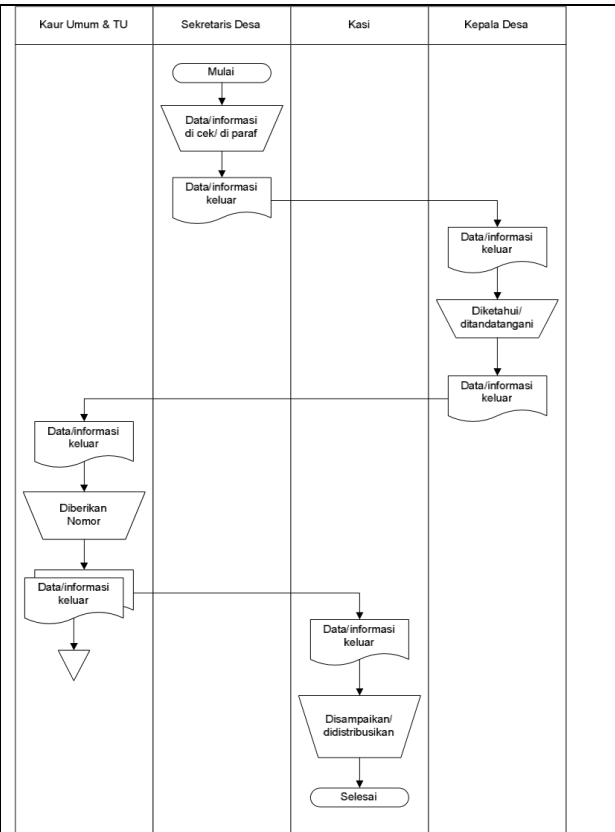 Kaur Umum & TU
Sekretaris Desa
Kasi
Kepala Desa
Mulai
Data/informasi
di cek/ di paraf
Data/informasi
keluar
Data/informasi
keluar
Diketahui/
ditandatangani
Data/informasi
keluar
Data/informasi
keluar
Diberikan
Nomor
Data/informasi
keluar
Data/informasi
keluar
Disampaikan/
didistribusikan
Selesai